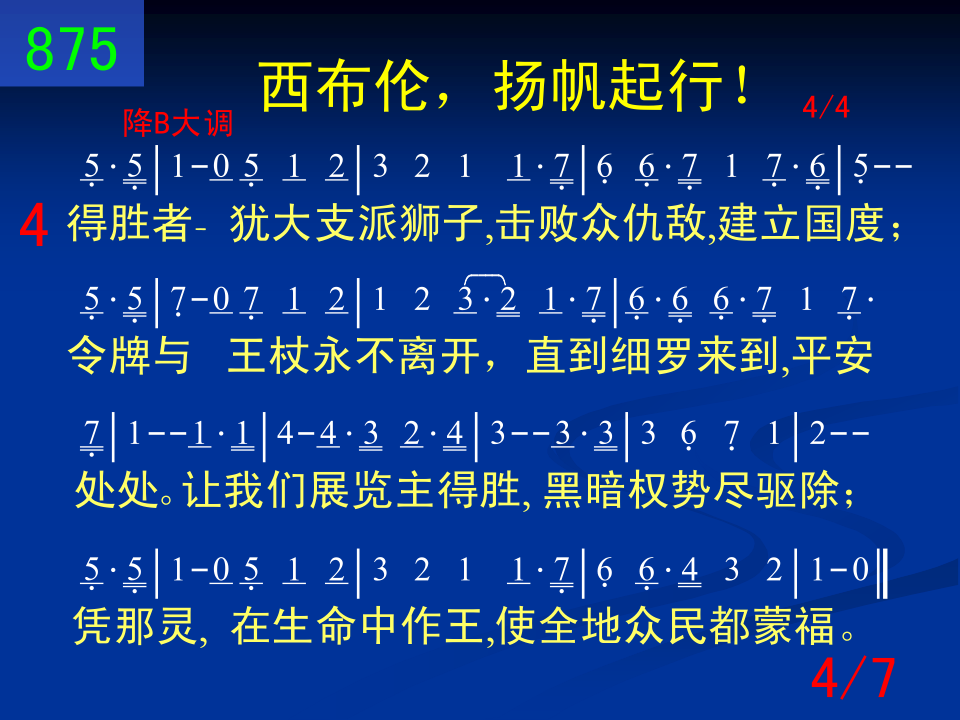 875
西布伦，扬帆起行！
降B大调
4/4
5·5|1-0 5 1 2|3 2 1 1·7|6 6·7 1 7·6|5--
4
得胜者- 犹大支派狮子,击败众仇敌,建立国度；
5·5|7-0 7 1 2|1 2 3·2 1·7|6·6 6·7 1 7·
令牌与 王杖永不离开，直到细罗来到,平安
7|1--1·1|4-4·3 2·4|3--3·3|3 6 7 1|2--
处处。让我们展览主得胜,黑暗权势尽驱除；
5·5|1-0 5 1 2|3 2 1 1·7|6 6·4 3 2|1-0‖
凭那灵, 在生命中作王,使全地众民都蒙福。
4/7